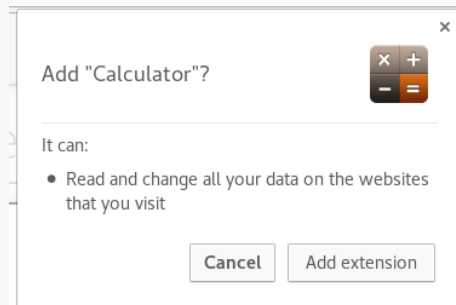 Add "Calculator"?
It can:
• Read and change all your data on the websites
that you visit
Cancel
Add extension